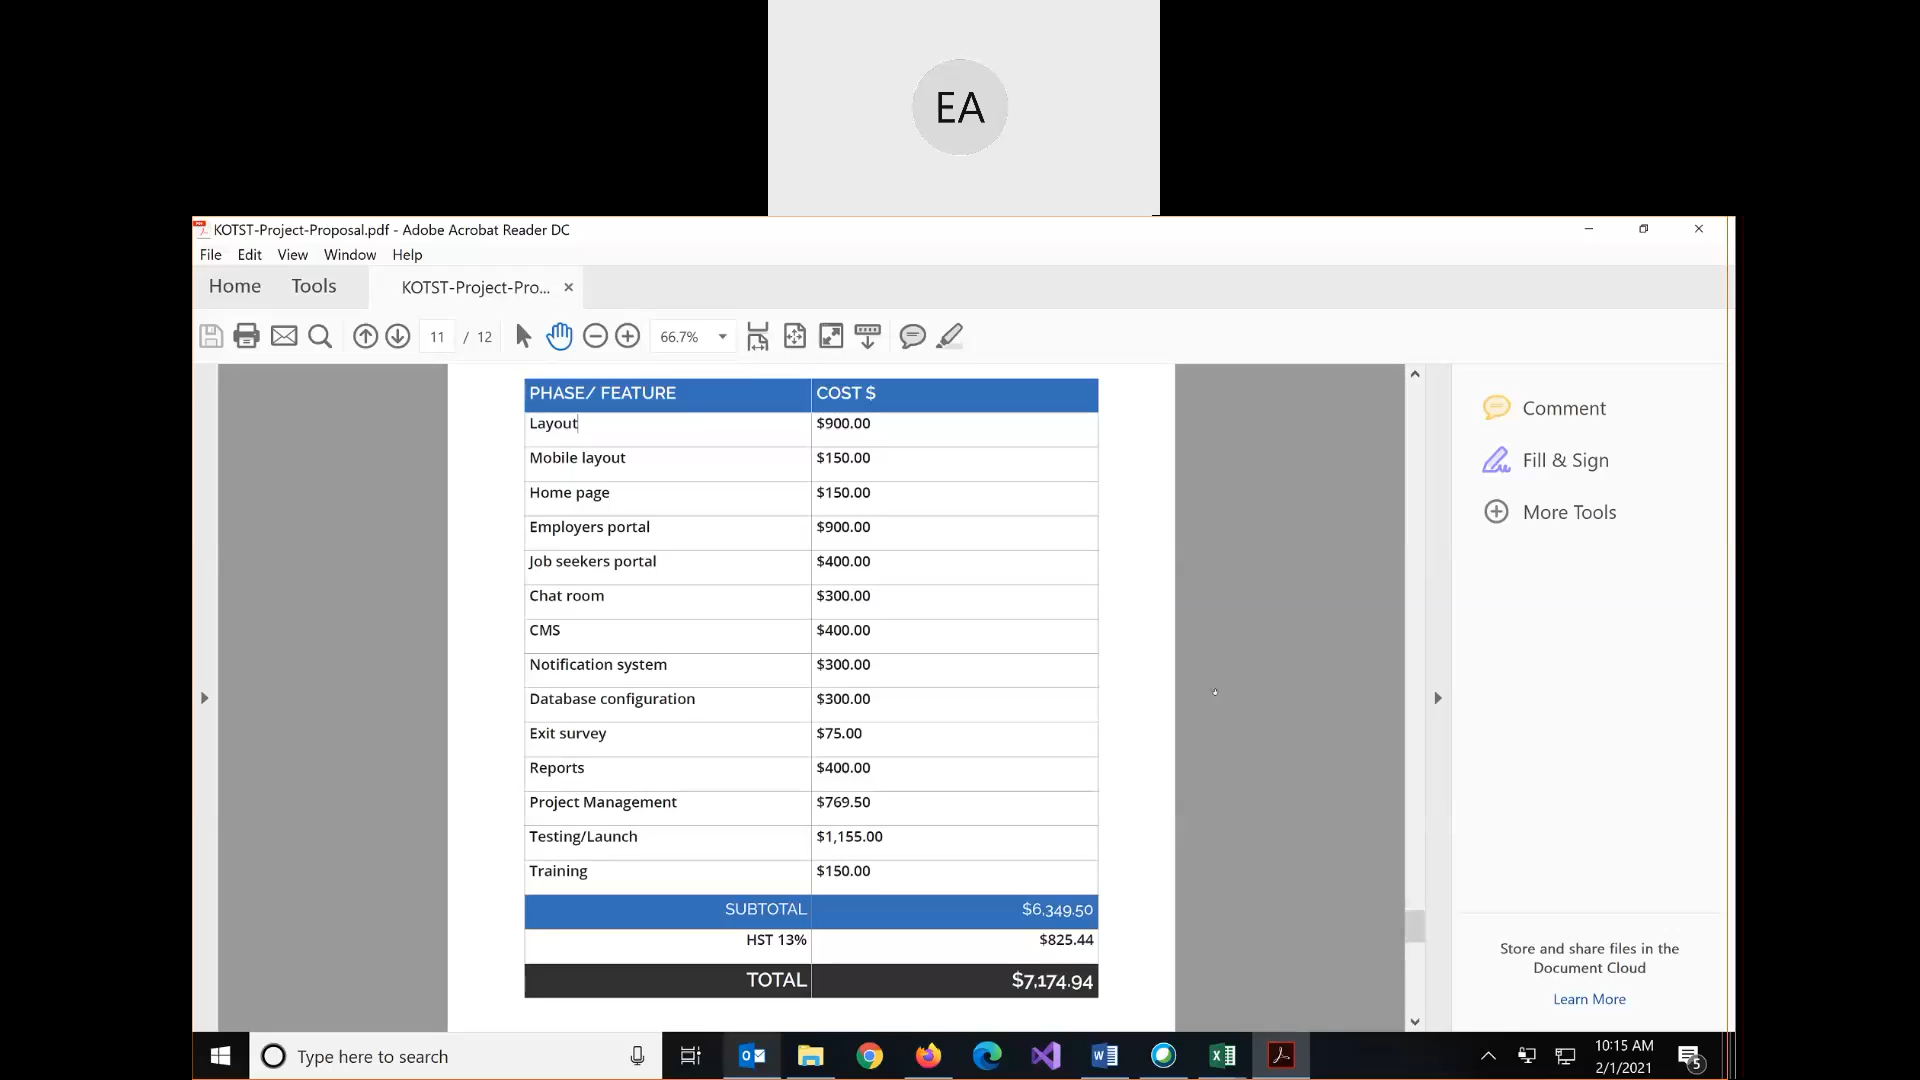 EA
KOTST-Project-Proposal.pdf - Adobe Acrobat Reader DC
File Edit View Window Help
Home Tools KOTST-Project-Pro...
11 / 12 66.7%
PHASE/ FEATURE COST $
Layout $900.00
Mobile layout $150.00
Home page $150.00
Employers portal $900.00
Job seekers portal $400.00
Chat room $300.00
CMS $400.00
Notification system $300.00
Database configuration $300.00
Exit survey $75.00
Reports $400.00
Project Management $769.50
Testing/Launch $1,155.00
Training $150.00
SUBTOTAL $6,349.50
HST 13% $825.44
TOTAL $7,174.94
Comment
Fill & Sign
More Tools
Store and share files in the
Document Cloud
Learn More
Type here to search
10:15 AM
2/1/2021
5